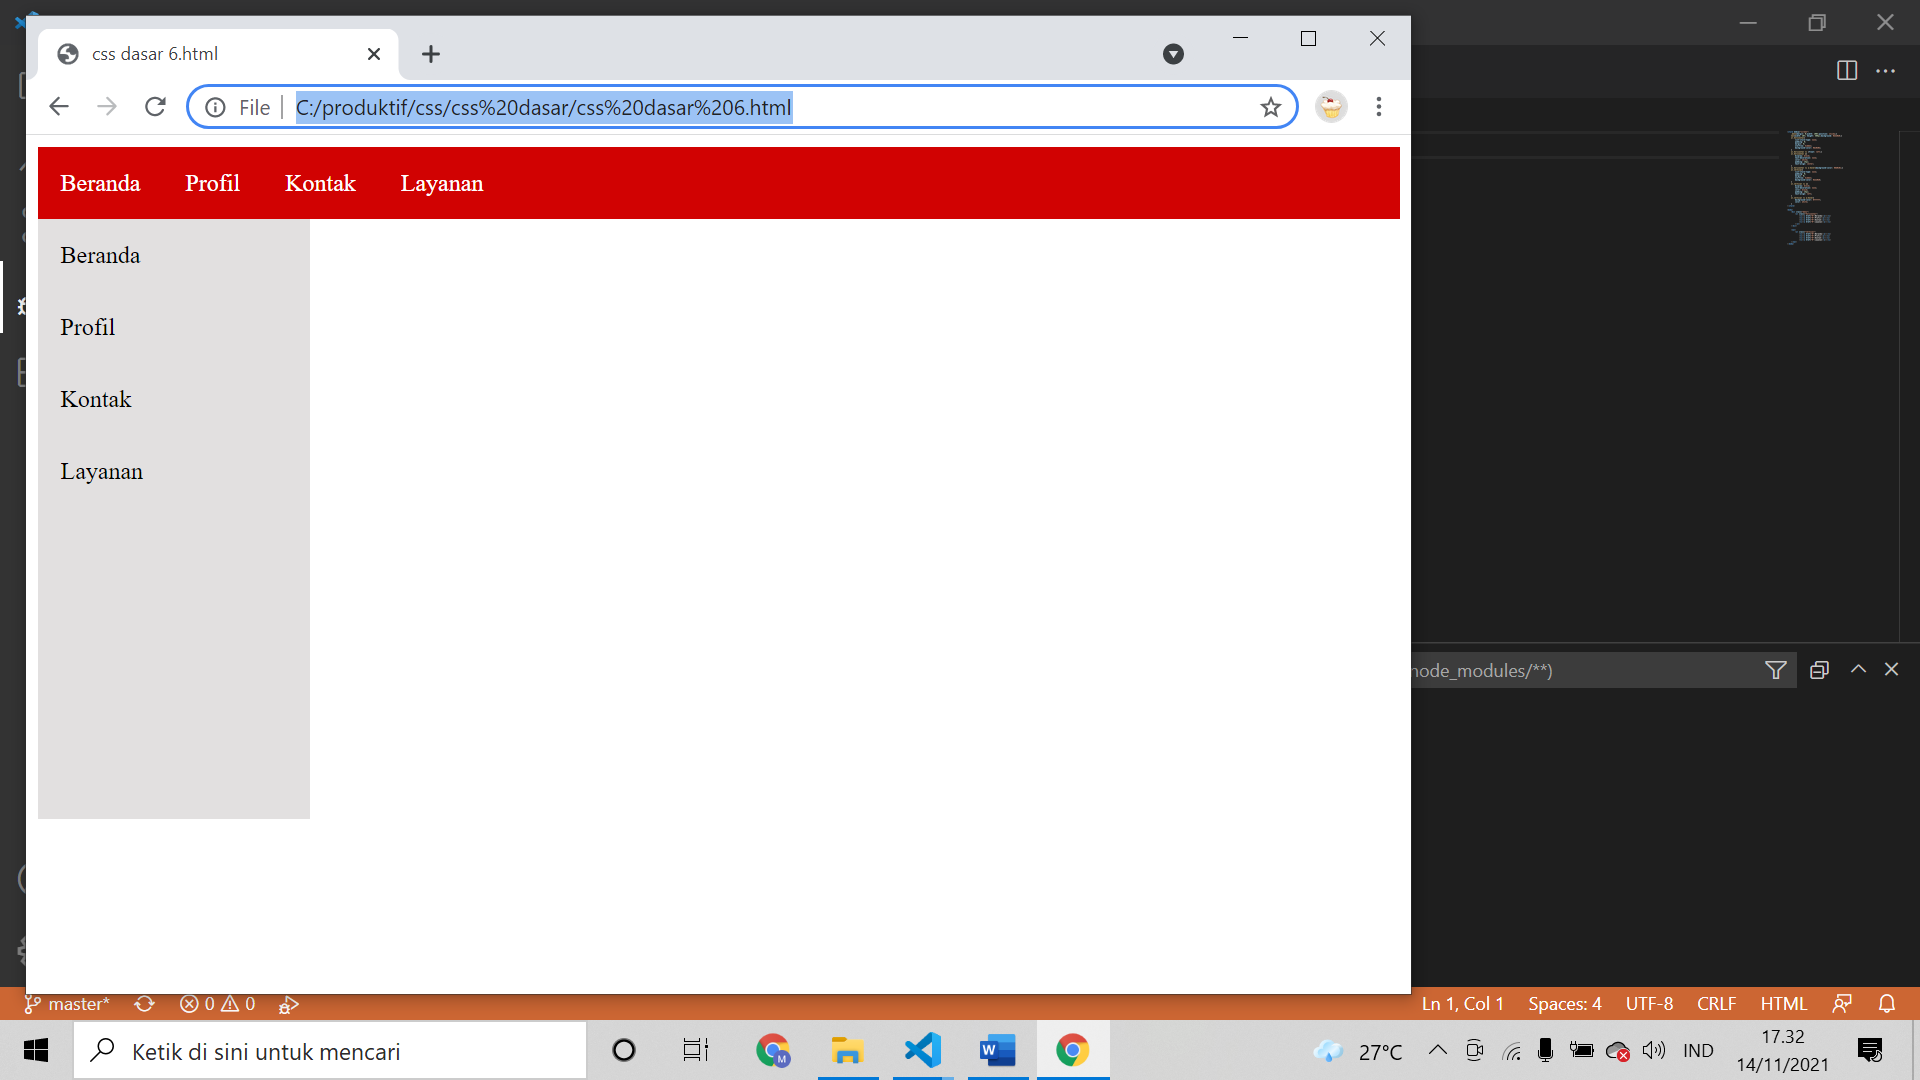 css dasar 6.html
File C:/produktif/css/css%20dasar/css%20dasar%206.html
Beranda Profil Kontak Layanan
Beranda
Profil
Kontak
Layanan
node_modules/**)
master* 0 0 Ln 1, Col 1 Spaces: 4 UTF-8 CRLF HTML
Ketik di sini untuk mencari
M
W
27°C
IND
17.32
14/11/2021